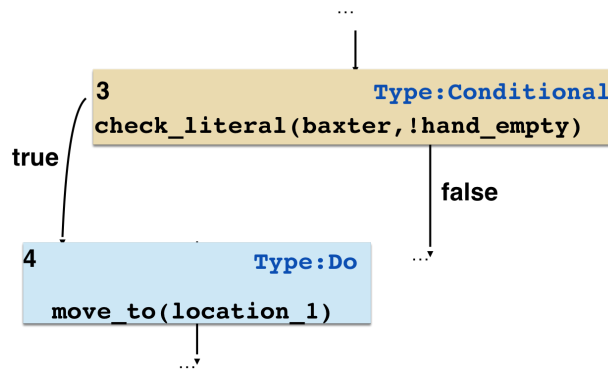 ...
3 Type:Conditional
check_literal(baxter,!hand_empty)
true
false
4 Type:Do
...
move_to(location_1)
...